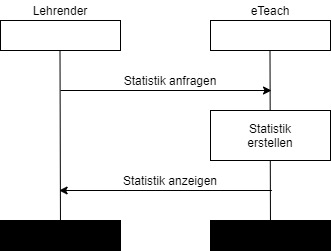 Lehrender
eTeach
Statistik anfragen
Statistik
erstellen
Statistik anzeigen